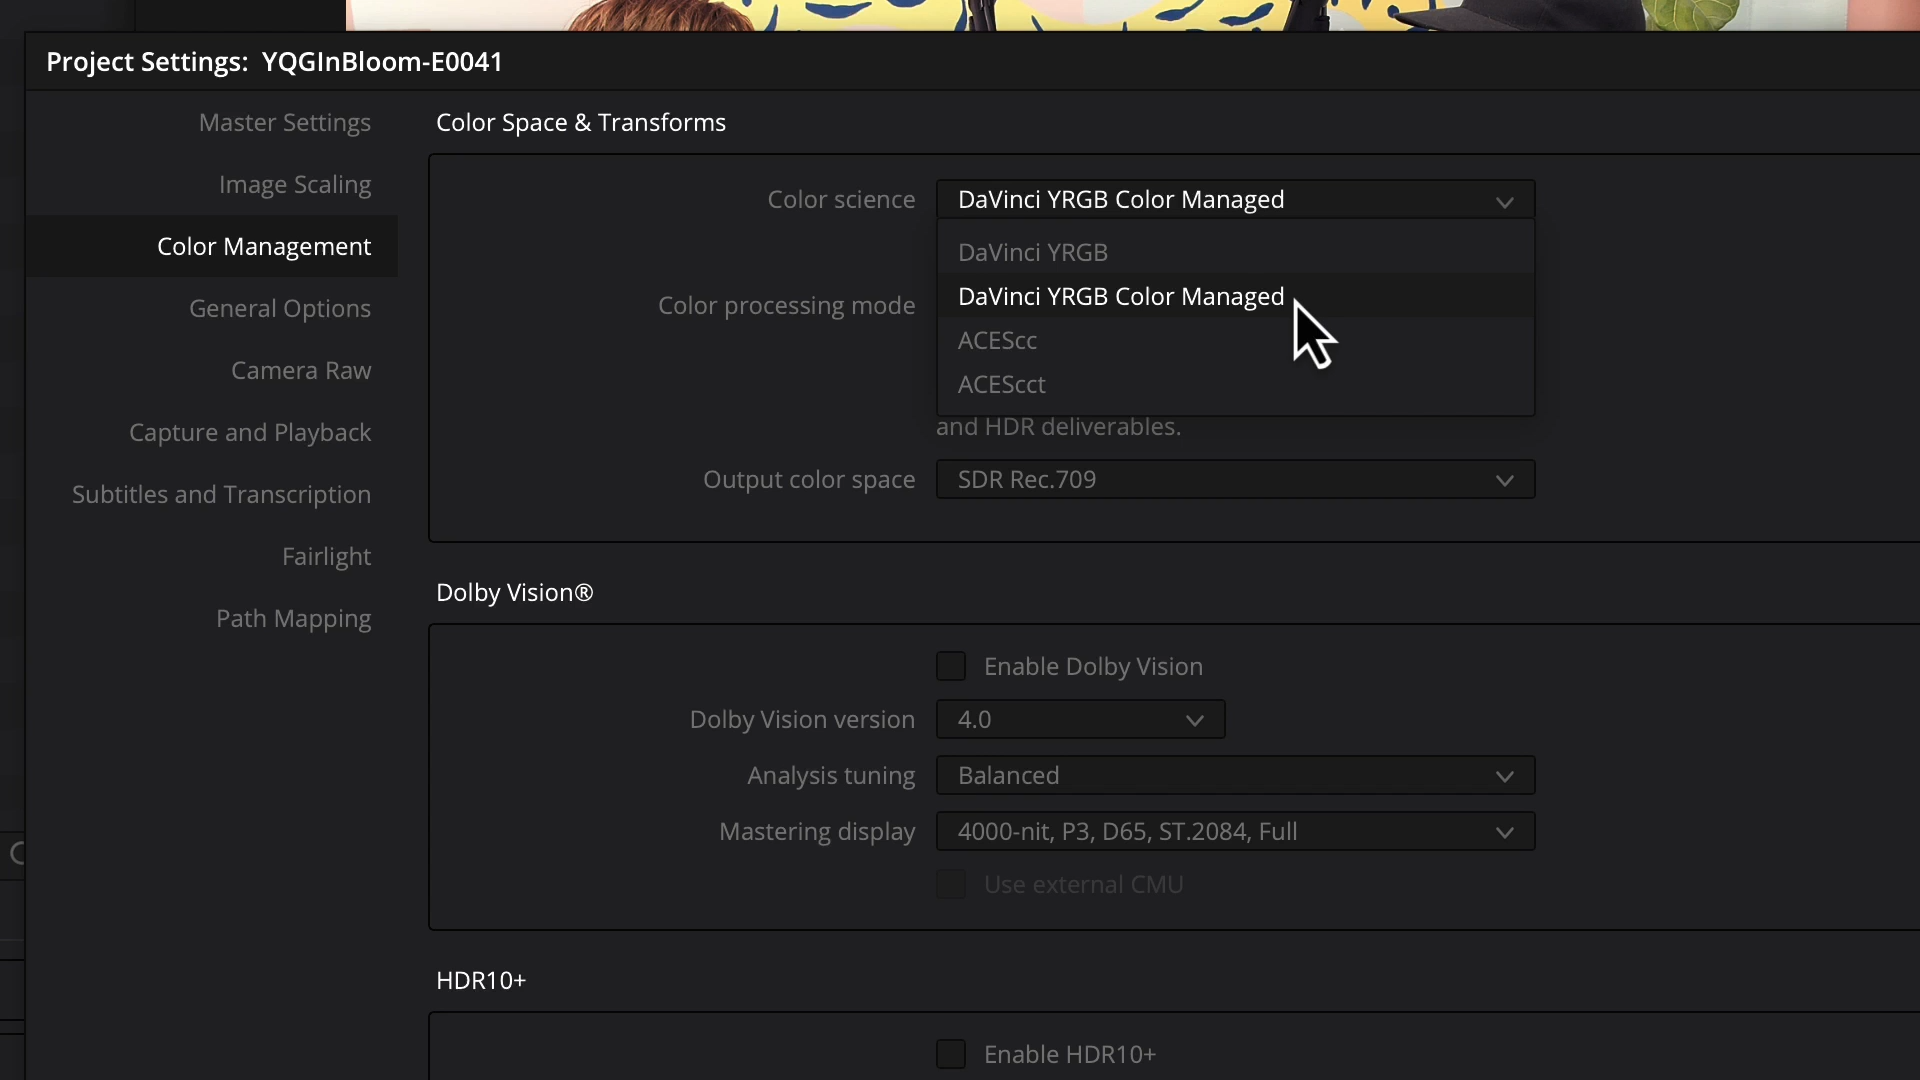 Project Settings: YQGInBloom-E0041
Master Settings
Image Scaling
Color Management
General Options
Camera Raw
Capture and Playback
Subtitles and Transcription
Fairlight
Path Mapping
Color Space & Transforms
Color science DaVinci YRGB Color Managed
DaVinci YRGB
DaVinci YRGB Color Managed
ACEScc
ACEScct
Color processing mode
and HDR deliverables.
Output color space SDR Rec.709
Dolby Vision®
Enable Dolby Vision
Dolby Vision version 4.0
Analysis tuning Balanced
Mastering display 4000-nit, P3, D65, ST.2084, Full
Use external CMU
HDR10+
Enable HDR10+